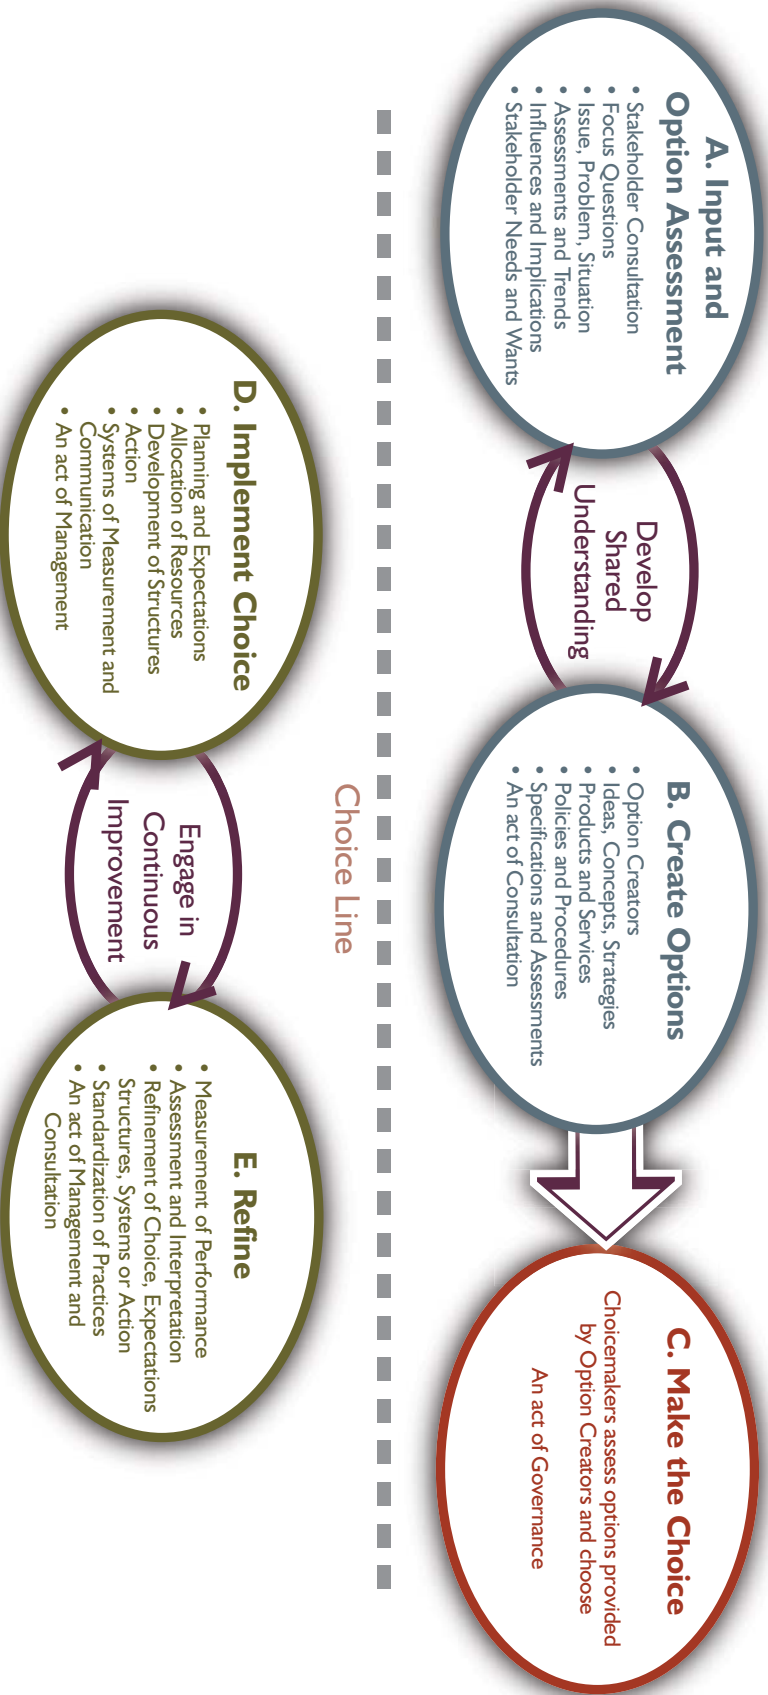 A. Input and
Option Assessment
• Stakeholder Consultation
• Focus Questions
• Issue, Problem, Situation
• Assessments and Trends
• Influences and Implications
• Stakeholder Needs and Wants
Develop
Shared
Understanding
B. Create Options
• Option Creators
• Ideas, Concepts, Strategies
• Products and Services
• Policies and Procedures
• Specifications and Assessments
• An act of Consultation
C. Make the Choice
Choicemakers assess options provided
by Option Creators and choose
An act of Governance
Choice Line
D. Implement Choice
• Planning and Expectations
• Allocation of Resources
• Development of Structures
• Action
• Systems of Measurement and
Communication
• An act of Management
Engage in
Continuous
Improvement
E. Refine
• Measurement of Performance
• Assessment and Interpretation
• Refinement of Choice, Expectations
Structures, Systems or Action
• Standardization of Practices
• An act of Management and
Consultation